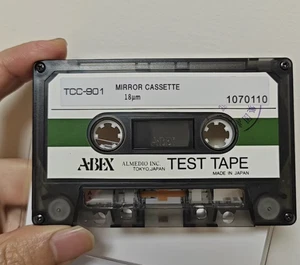 TCC-901 MIRROR CASSETTE
18μm
1070110
ABEX ALMEDIO INC. TEST TAPE
TOKYO,JAPAN MADE IN JAPAN